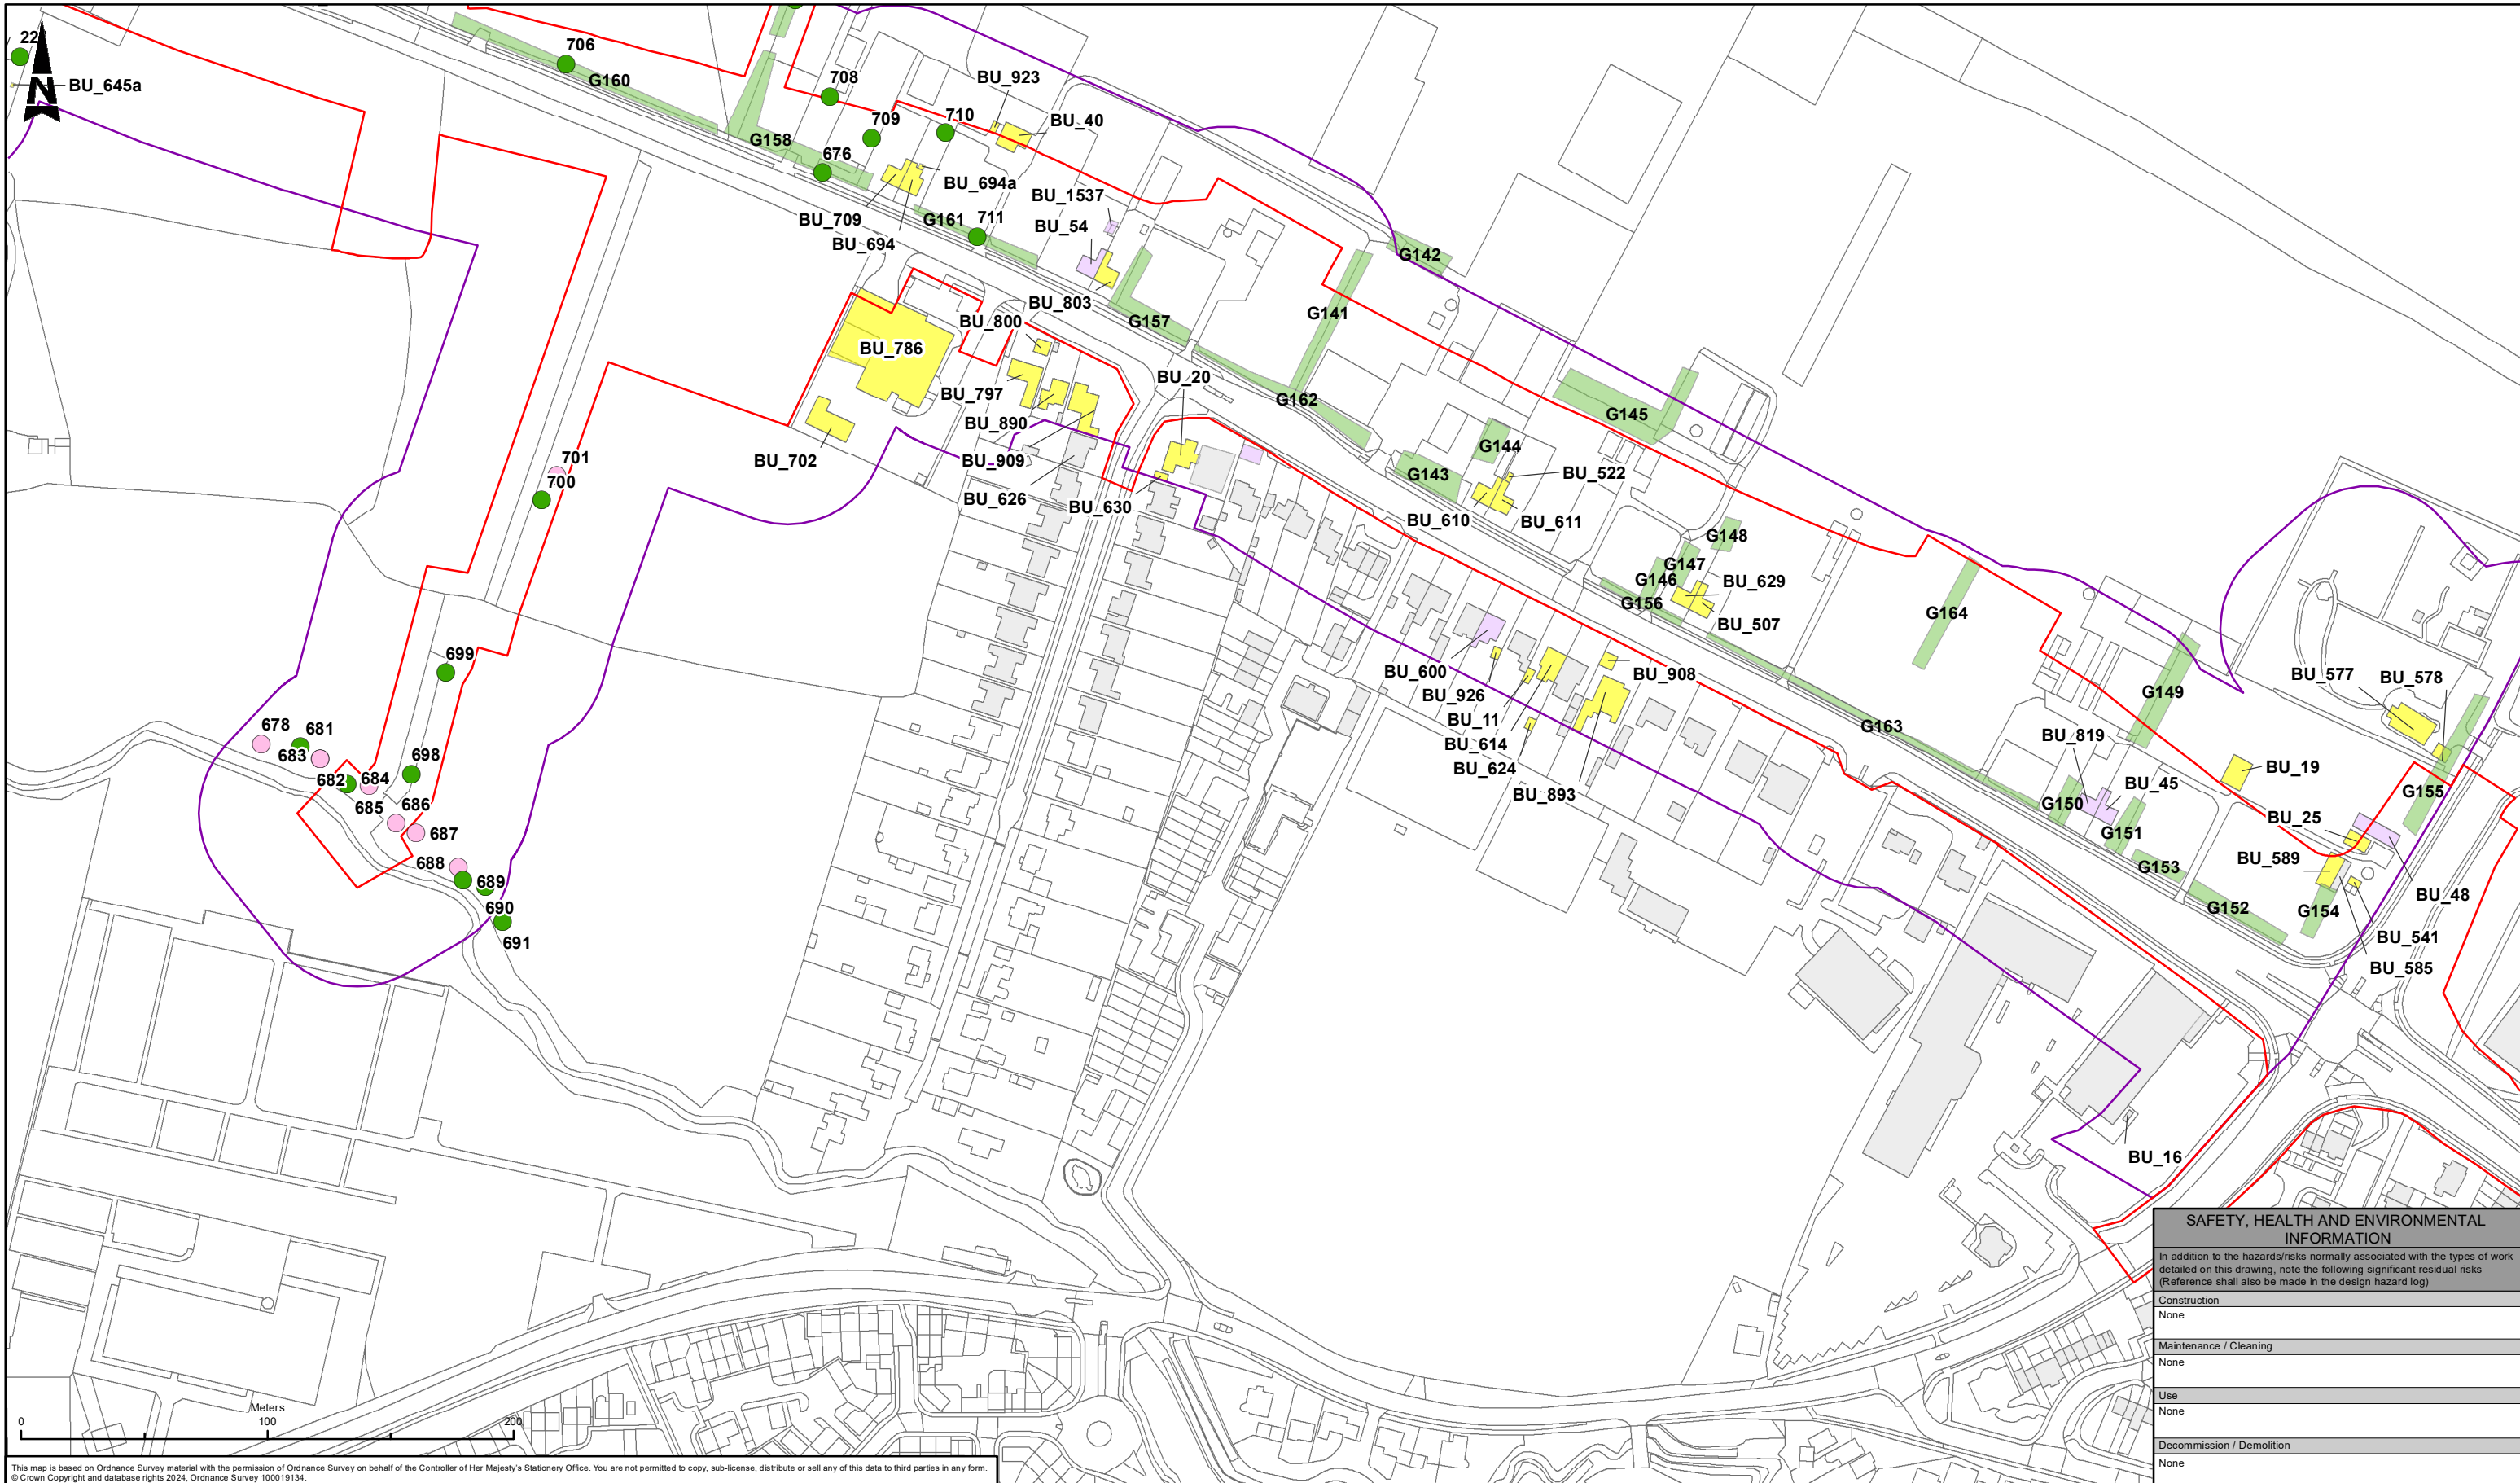 22
N
BU_645a
706
G160
708
BU_923
BU_40
709
710
G158
676
BU_694a
BU_1537
BU_709
G161
711
BU_54
BU_694
G142
BU_803
G141
BU_800
G157
BU_786
BU_20
BU_797
G162
G145
BU_890
G144
BU_702
BU_909
701
G143
BU_522
700
BU_626
BU_630
BU_610
BU_611
G148
G147
G146
BU_629
G156
G164
BU_507
699
BU_600
BU_908
BU_577
BU_578
BU_926
G149
BU_11
G163
678
681
BU_614
BU_819
683
BU_624
BU_19
698
682
684
BU_45
BU_893
G155
685
686
G150
BU_25
687
G151
BU_589
688
G153
689
BU_48
690
G152
G154
691
BU_541
BU_585
BU_16
SAFETY, HEALTH AND ENVIRONMENTAL
INFORMATION
In addition to the hazards/risks normally associated with the types of work
detailed on this drawing, note the following significant residual risks
(Reference shall also be made in the design hazard log)
Construction
None
Maintenance / Cleaning
None
Use
None
Decommission / Demolition
None
Meters
0 100 200
This map is based on Ordnance Survey material with the permission of Ordnance Survey on behalf of the Controller of Her Majesty's Stationery Office. You are not permitted to copy, sub-license, distribute or sell any of this data to third parties in any form.
© Crown Copyright and database rights 2024, Ordnance Survey 100019134.